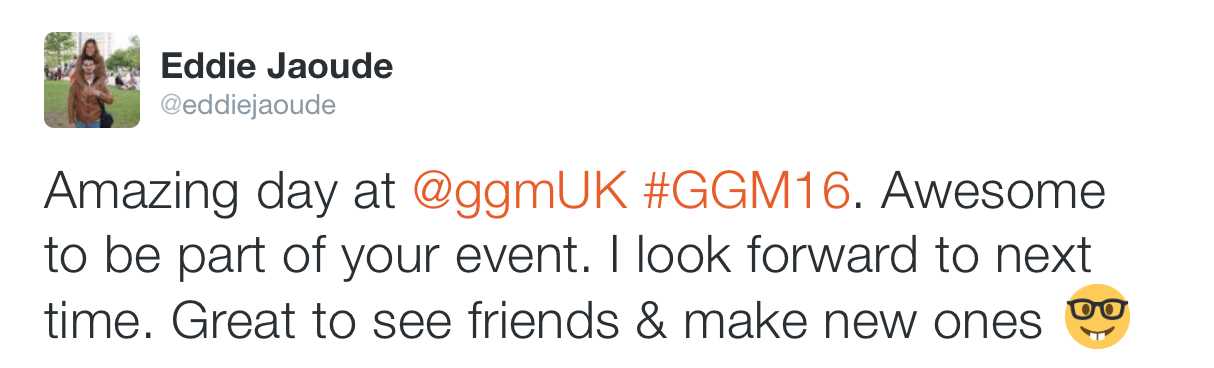 Eddie Jaoude
@eddiejaoude
Amazing day at @ggmUK #GGM16. Awesome
to be part of your event. I look forward to next
time. Great to see friends & make new ones 🤓